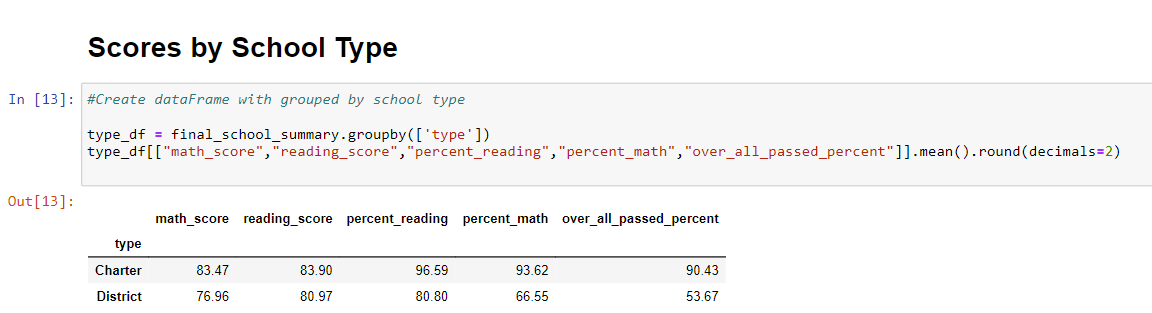 Scores by School Type
In [13]: #Create dataFrame with grouped by school type
type_df = final_school_summary.groupby(['type'])
type_df[["math_score","reading_score","percent_reading","percent_math","over_all_passed_percent"]].mean().round(decimals=2)
Out[13]:
math_score reading_score percent_reading percent_math over_all_passed_percent
type
Charter 83.47 83.90 96.59 93.62 90.43
District 76.96 80.97 80.80 66.55 53.67